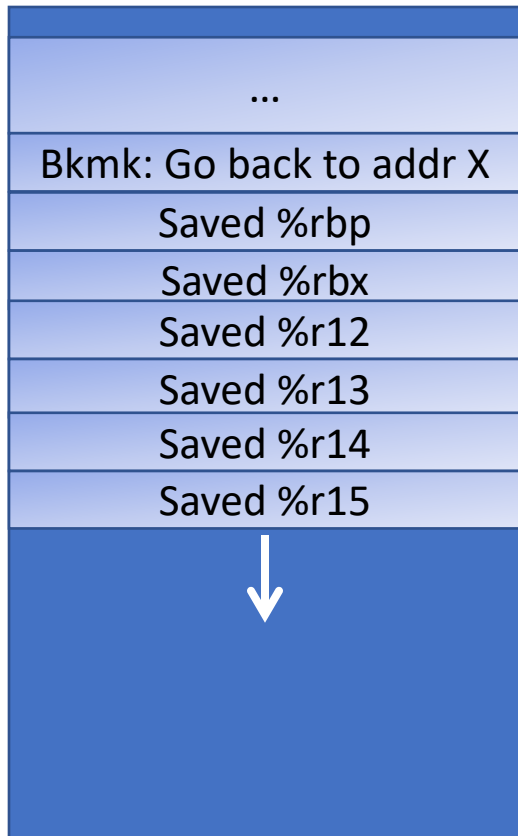 ...
Bkmk: Go back to addr X
Saved %rbp
Saved %rbx
Saved %r12
Saved %r13
Saved %r14
Saved %r15